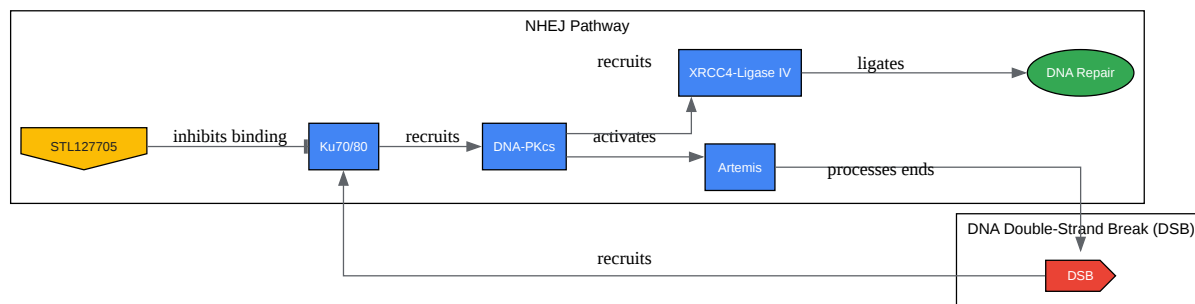 NHEJ Pathway
recruits
XRCC4-Ligase IV
ligates
DNA Repair
STL127705
inhibits binding
Ku70/80
recruits
DNA-PKcs
activates
Artemis
processes ends
DNA Double-Strand Break (DSB)
recruits
DSB